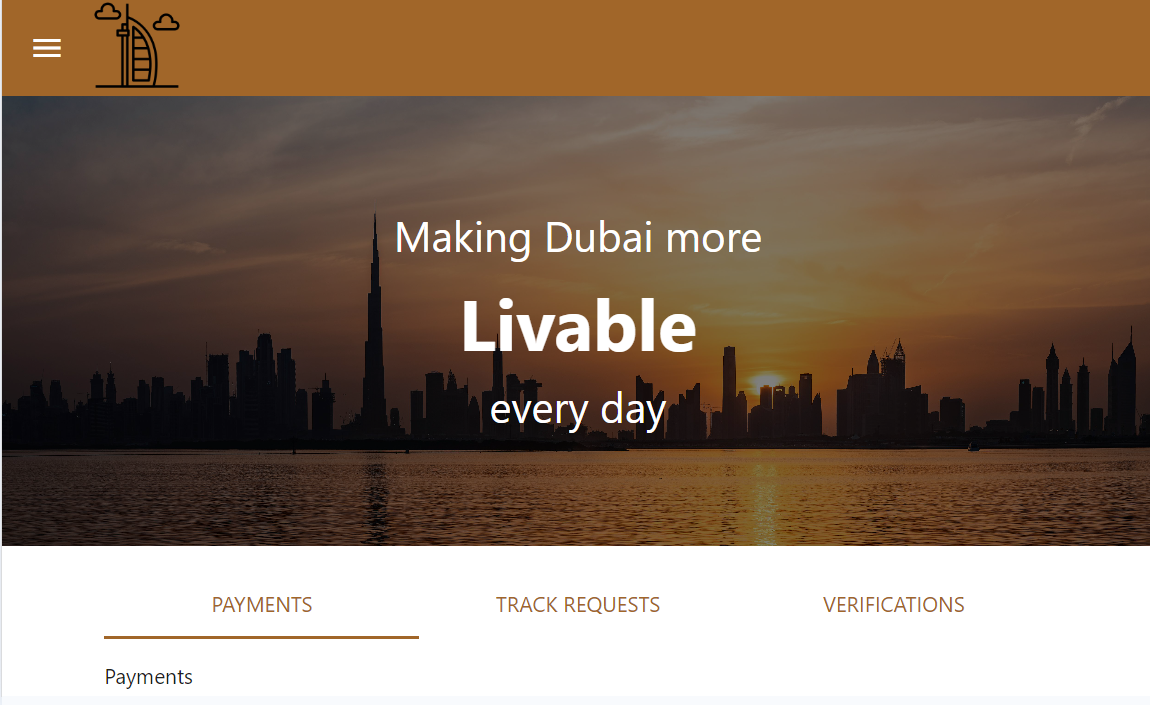 Making Dubai more
Livable
every day
PAYMENTS
TRACK REQUESTS
VERIFICATIONS
Payments